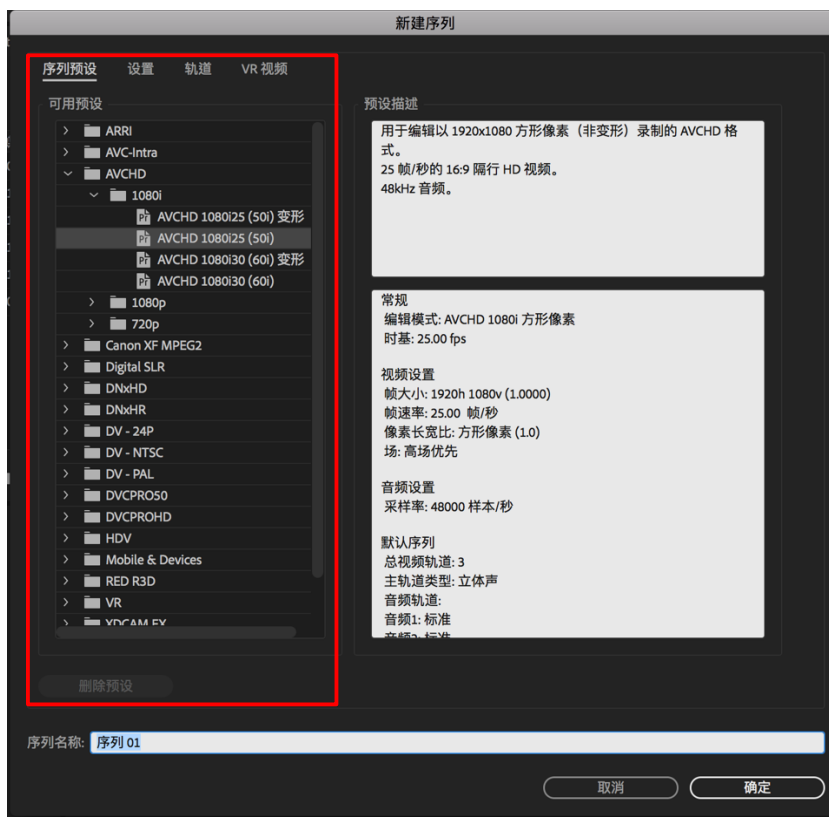 新建序列
序列预设 设置 轨道 VR 视频
可用预设
ARRI
AVC-Intra
AVCHD
1080i
AVCHD 1080i25 (50i) 变形
AVCHD 1080i25 (50i)
AVCHD 1080i30 (60i) 变形
AVCHD 1080i30 (60i)
1080p
720p
Canon XF MPEG2
Digital SLR
DNxHD
DNxHR
DV - 24P
DV - NTSC
DV - PAL
DVCPRO50
DVCPROHD
HDV
Mobile & Devices
RED R3D
VR
XDCAM EX
删除预设
预设描述
用于编辑以 1920x1080 方形像素（非变形）录制的 AVCHD 格
式。
25 帧/秒的 16:9 隔行 HD 视频。
48kHz 音频。
常规
编辑模式: AVCHD 1080i 方形像素
时基: 25.00 fps
视频设置
帧大小: 1920h 1080v (1.0000)
帧速率: 25.00 帧/秒
像素长宽比: 方形像素 (1.0)
场: 高场优先
音频设置
采样率: 48000 样本/秒
默认序列
总视频轨道: 3
主轨道类型: 立体声
音频轨道:
音频1: 标准
音频2: 标准
序列名称: 序列 01
取消 确定